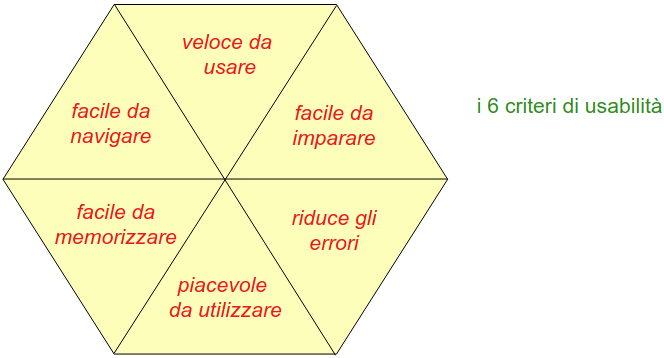 veloce da
usare
facile da
navigare
facile da
imparare
i 6 criteri di usabilità
facile da
memorizzare
riduce gli
errori
piacevole
da utilizzare